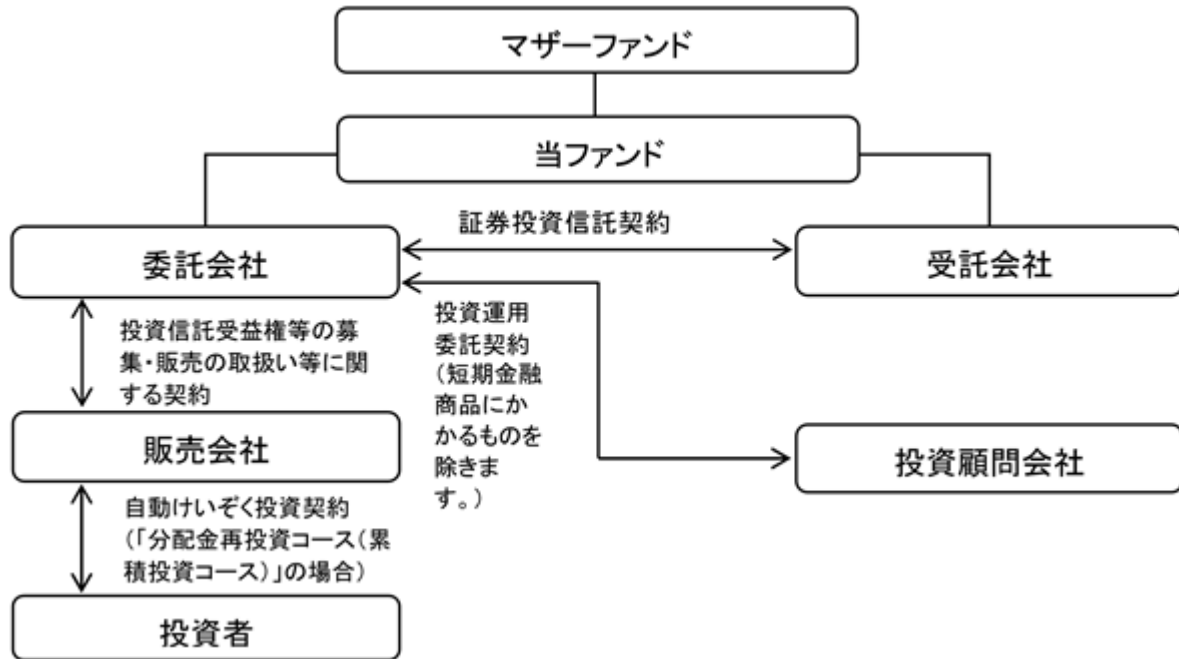 マザーファンド
当ファンド
証券投資信託契約
委託会社
受託会社
投資信託受益権等の募
集・販売の取扱い等に関
する契約
投資運用
委託契約
(短期金融
商品にか
かるものを
除きま
す。)
販売会社
投資顧問会社
自動けいぞく投資契約
(「分配金再投資コース(累
積投資コース)」の場合)
投資者